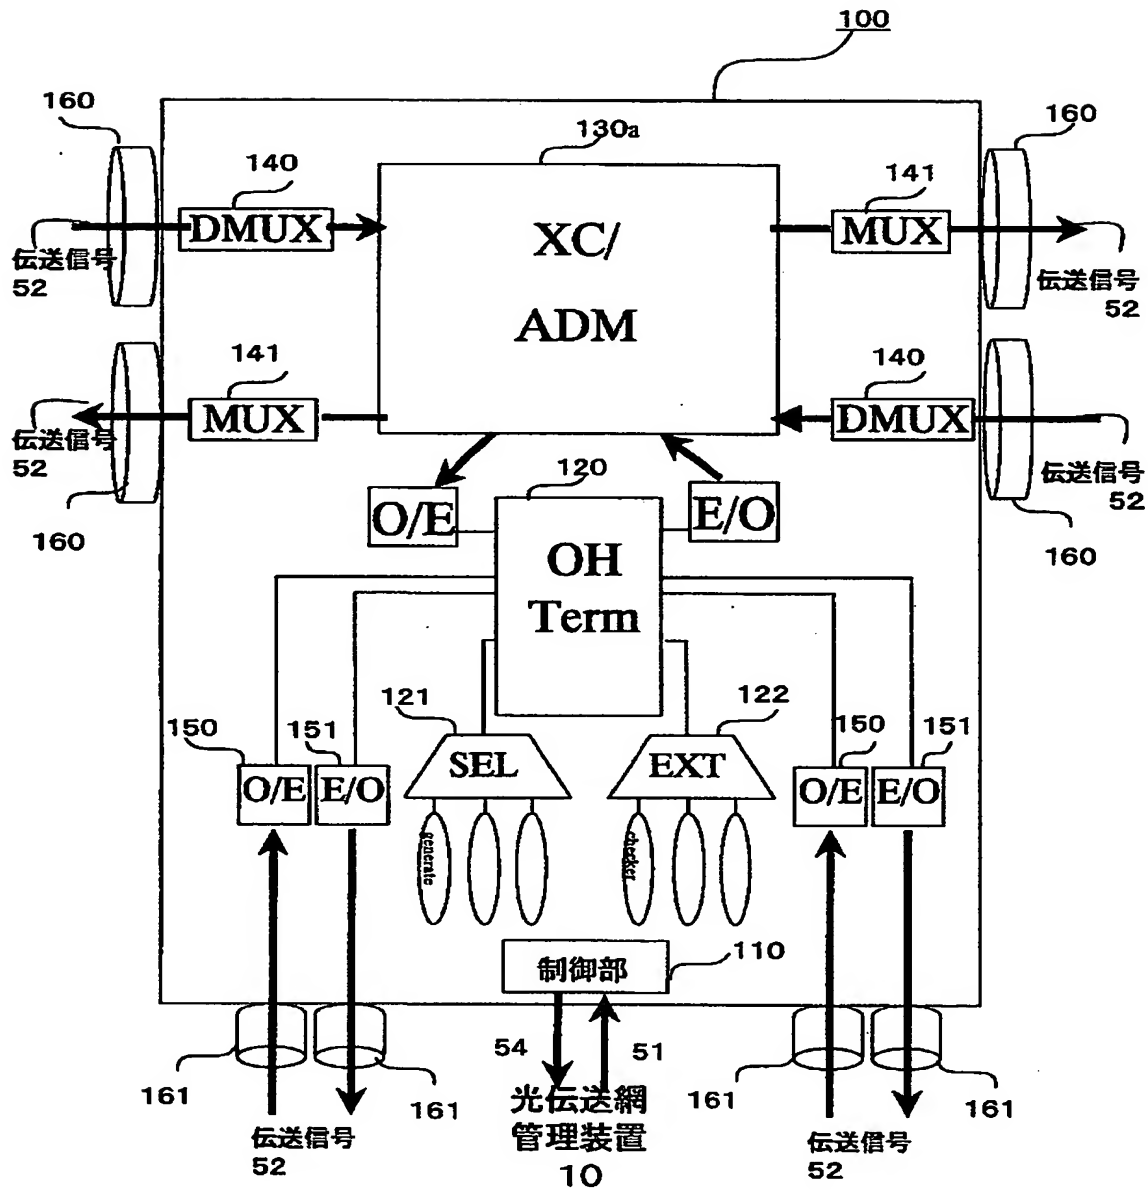 100
160
130a
160
140
141
DMUX
XC/
ADM
MUX
伝送信号
52
伝送信号
52
141
140
MUX
DMUX
伝送信号
52
伝送信号
52
120
160
O/E
E/O
160
OH
Term
121
122
150
151
SEL
EXT
150
151
O/E
E/O
O/E
E/O
generate
checker
110
制御部
54
51
161
161
161
161
伝送信号
52
光伝送網
管理装置
10
伝送信号
52